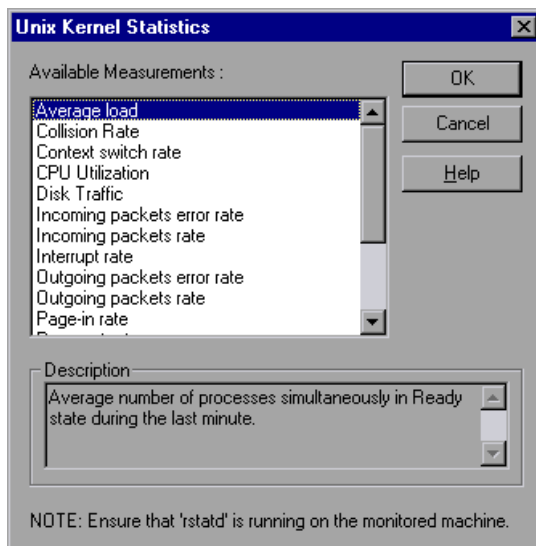 Unix Kernel Statistics
Available Measurements :
Average load
Collision Rate
Context switch rate
CPU Utilization
Disk Traffic
Incoming packets error rate
Incoming packets rate
Interrupt rate
Outgoing packets error rate
Outgoing packets rate
Page-in rate
OK
Cancel
Help
Description
Average number of processes simultaneously in Ready
state during the last minute.
NOTE: Ensure that 'rstatd' is running on the monitored machine.